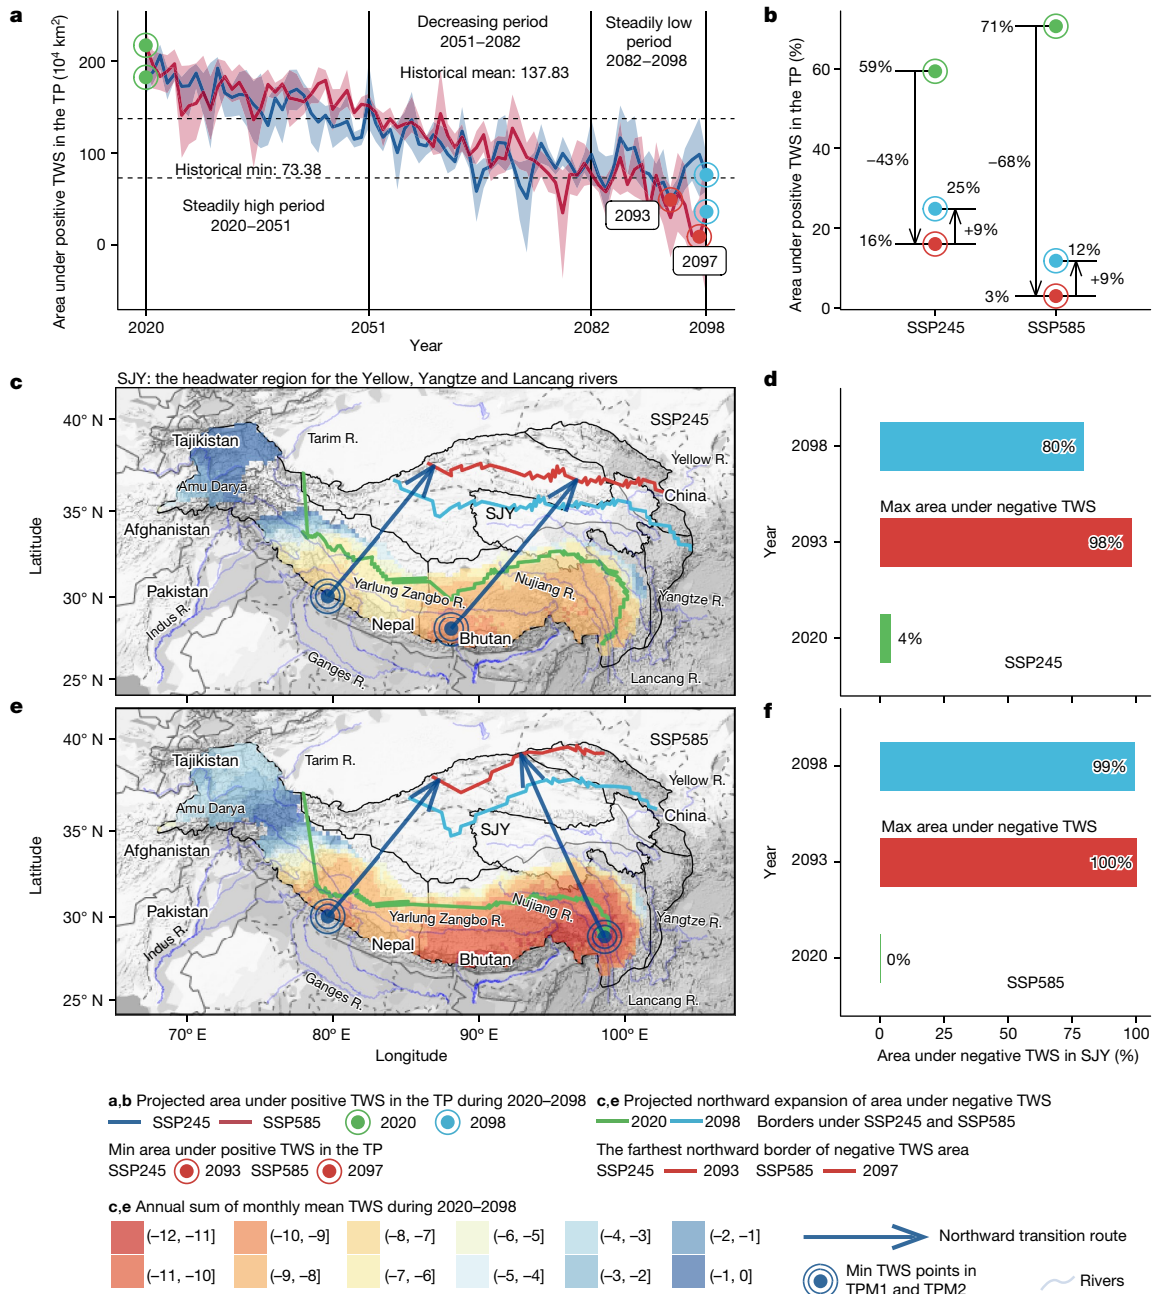 a
Area under positive TWS in the TP (10⁴ km²)
200
100
0
Decreasing period
2051–2082
Steadily low
period
2082–2098
Historical mean: 137.83
Historical min: 73.38
Steadily high period
2020–2051
2093
2097
2020
2051
2082
2098
Year
b
Area under positive TWS in the TP (%)
60
40
20
0
71%
59%
–43%
–68%
25%
16%
+9%
12%
+9%
3%
SSP245
SSP585
c
SJY: the headwater region for the Yellow, Yangtze and Lancang rivers
Latitude
40° N
35° N
30° N
25° N
SSP245
Tajikistan
Tarim R.
Yellow R.
Amu Darya
China
SJY
Afghanistan
Pakistan
Yarlung Zangbo R.
Nujiang R.
Yangtze R.
Indus R.
Nepal
Bhutan
Ganges R.
Lancang R.
d
Year
2098
80%
Max area under negative TWS
2093
98%
2020
4%
SSP245
e
Latitude
40° N
35° N
30° N
25° N
SSP585
Tajikistan
Tarim R.
Yellow R.
Amu Darya
China
SJY
Afghanistan
Pakistan
Yarlung Zangbo R.
Nujiang R.
Yangtze R.
Indus R.
Nepal
Bhutan
Ganges R.
Lancang R.
70° E
80° E
90° E
100° E
Longitude
f
Year
2098
99%
Max area under negative TWS
2093
100%
2020
0%
SSP585
0
25
50
75
100
Area under negative TWS in SJY (%)
a,b Projected area under positive TWS in the TP during 2020–2098
SSP245 SSP585 2020 2098
Min area under positive TWS in the TP
SSP245 2093 SSP585 2097
c,e Projected northward expansion of area under negative TWS
2020 2098 Borders under SSP245 and SSP585
The farthest northward border of negative TWS area
SSP245 2093 SSP585 2097
c,e Annual sum of monthly mean TWS during 2020–2098
(–12, –11] (–10, –9] (–8, –7] (–6, –5] (–4, –3] (–2, –1]
(–11, –10] (–9, –8] (–7, –6] (–5, –4] (–3, –2] (–1, 0]
Northward transition route
Min TWS points in
TPM1 and TPM2
Rivers